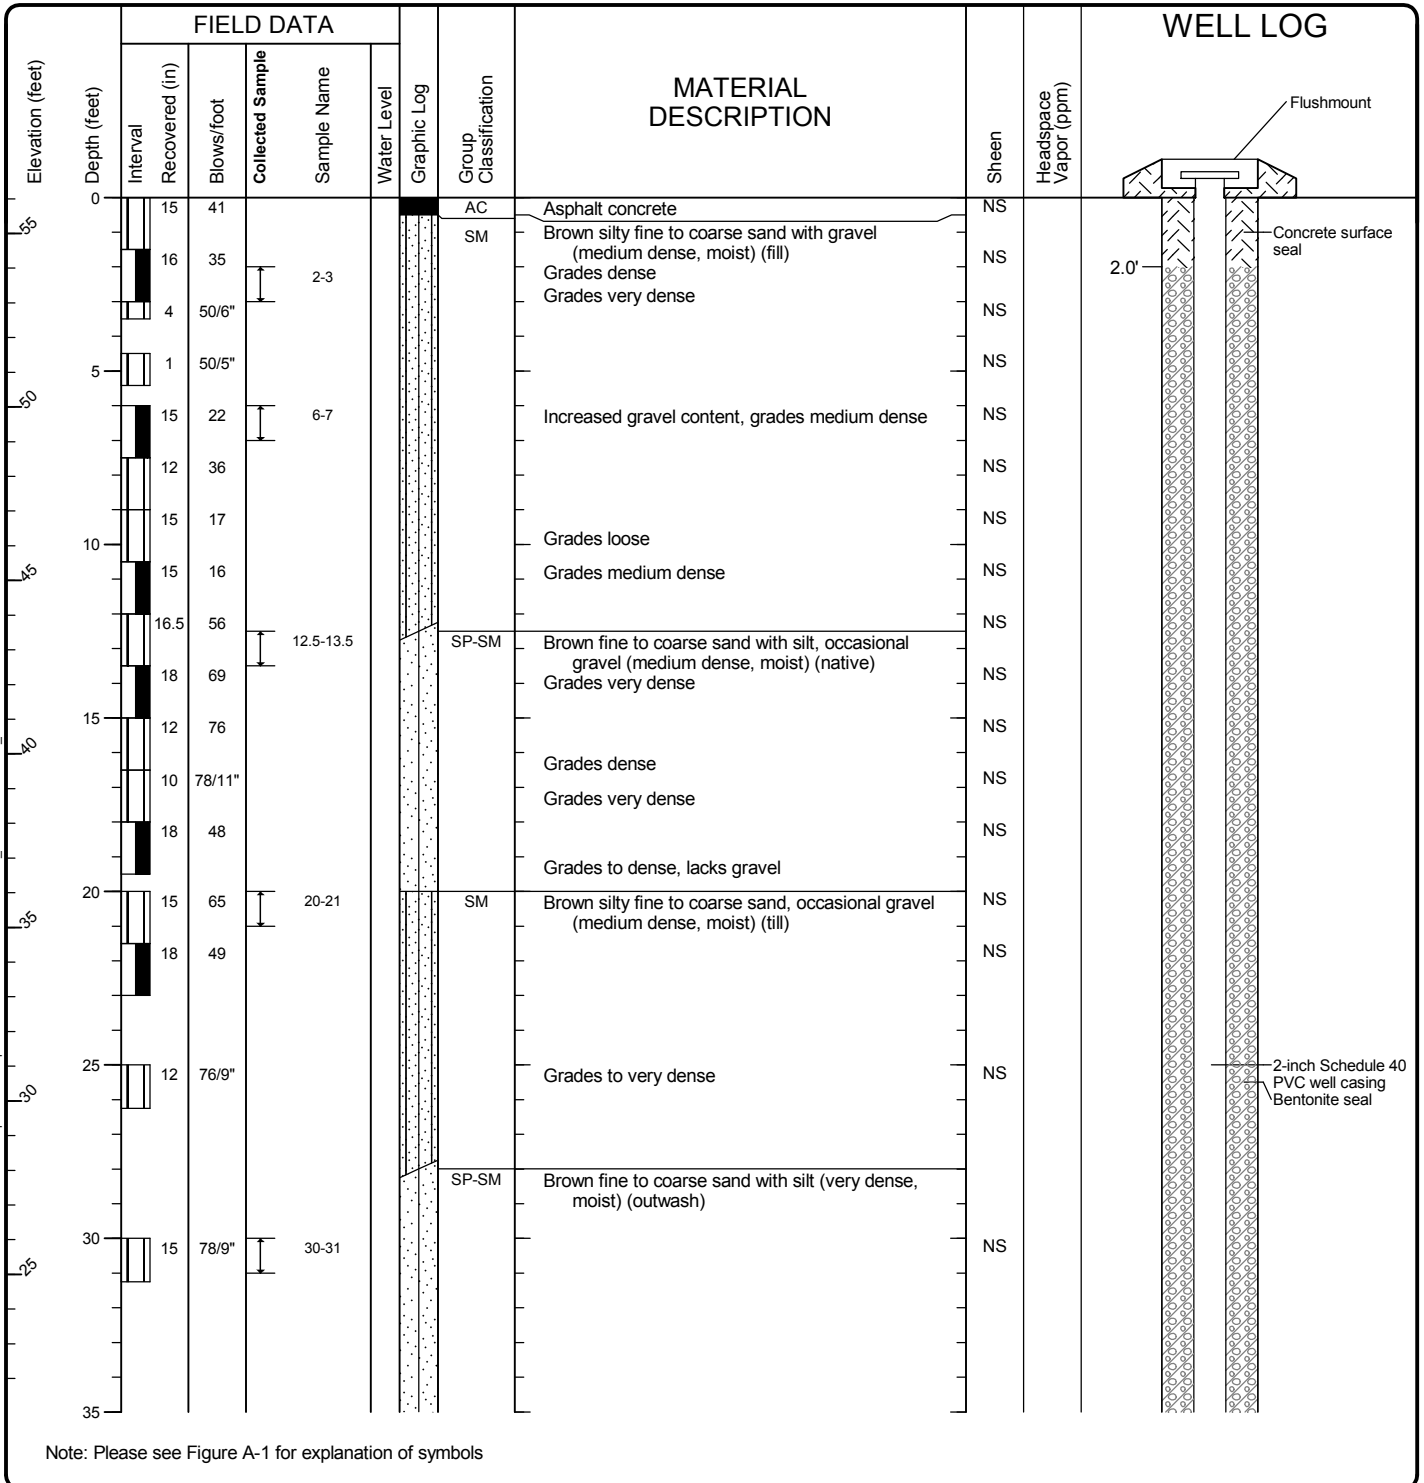 FIELD DATA
WELL LOG
Elevation (feet)
Depth (feet)
Interval
Recovered (in)
Blows/foot
Collected Sample
Sample Name
Water Level
Graphic Log
Group
Classification
MATERIAL
DESCRIPTION
Sheen
Headspace
Vapor (ppm)
Flushmount
0
15
41
AC
Asphalt concrete
NS
55
SM
Brown silty fine to coarse sand with gravel
(medium dense, moist) (fill)
Concrete surface
seal
16
35
2-3
Grades dense
NS
2.0'
Grades very dense
4
50/6"
NS
5
1
50/5"
NS
50
15
22
6-7
Increased gravel content, grades medium dense
NS
12
36
NS
15
17
NS
10
Grades loose
45
15
16
Grades medium dense
NS
16.5
56
NS
12.5-13.5
SP-SM
Brown fine to coarse sand with silt, occasional
gravel (medium dense, moist) (native)
18
69
Grades very dense
NS
15
12
76
NS
40
Grades dense
10
78/11"
NS
Grades very dense
18
48
NS
Grades to dense, lacks gravel
20
15
65
20-21
SM
Brown silty fine to coarse sand, occasional gravel
(medium dense, moist) (till)
NS
35
18
49
NS
25
12
76/9"
Grades to very dense
NS
2-inch Schedule 40
PVC well casing
Bentonite seal
30
SP-SM
Brown fine to coarse sand with silt (very dense,
moist) (outwash)
30
15
78/9"
30-31
NS
25
35
Note: Please see Figure A-1 for explanation of symbols